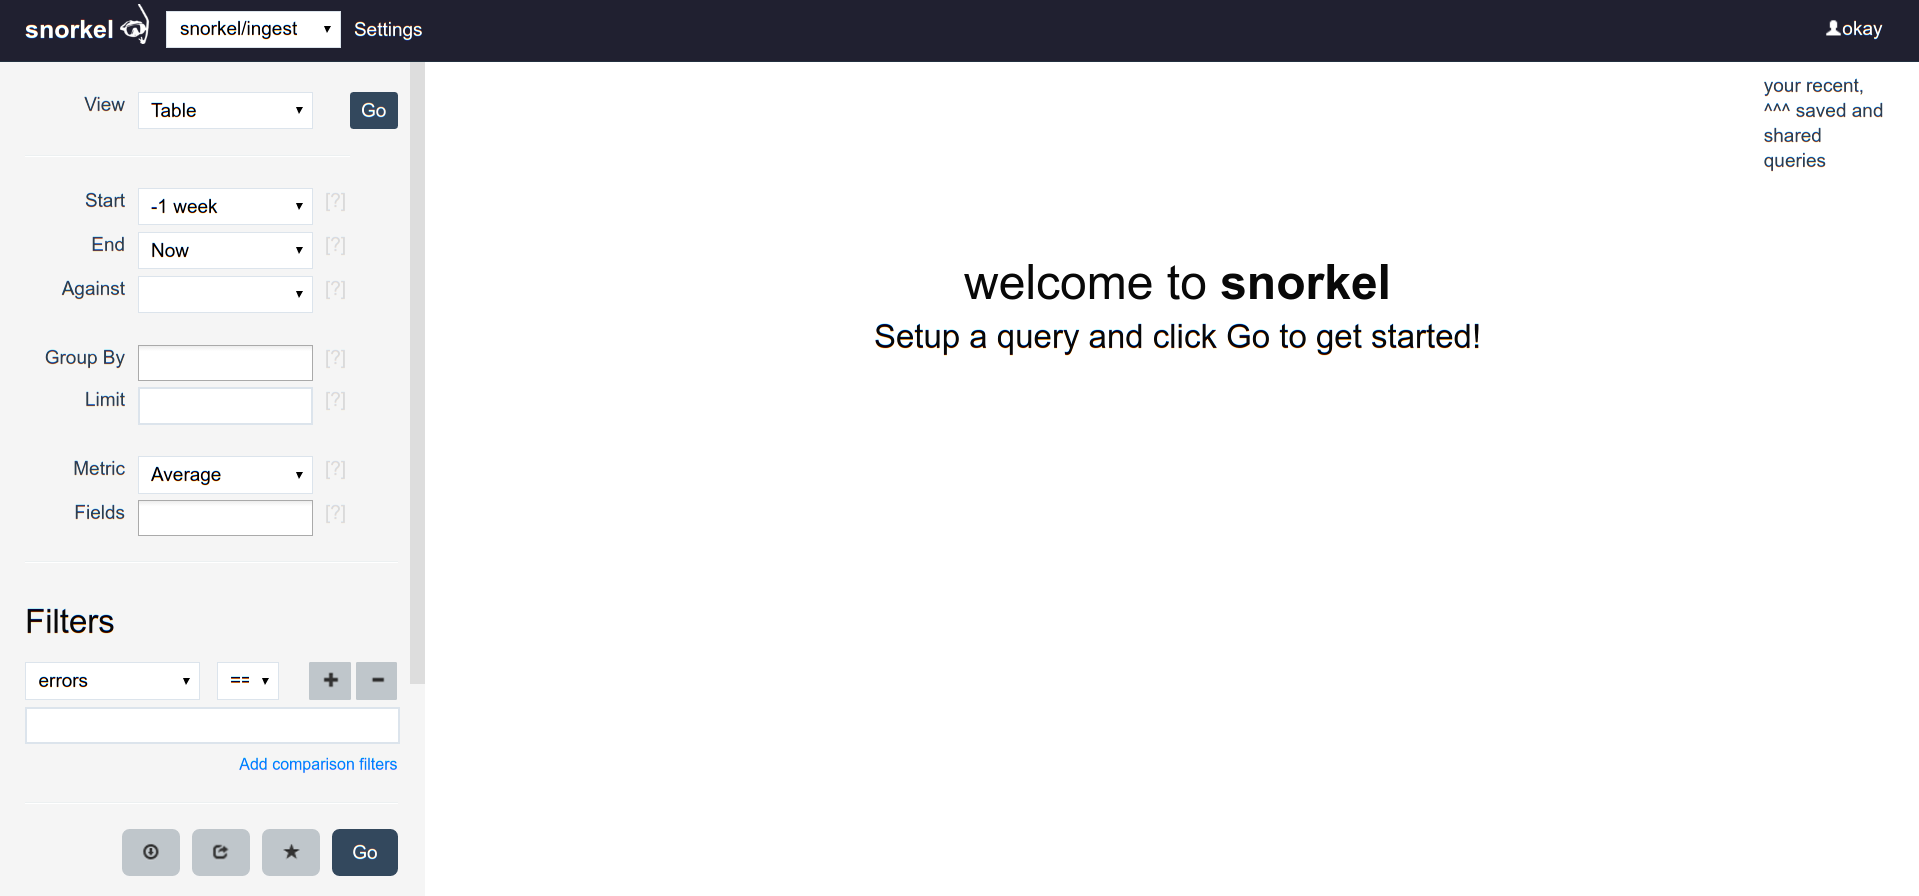 snorkel snorkel/ingest Settings okay
View Table Go
Start -1 week [?]
End Now [?]
Against [?]
Group By [?]
Limit [?]
Metric Average [?]
Fields [?]
Filters
errors == + -
Add comparison filters
Go
your recent,
^^^ saved and
shared
queries
welcome to snorkel
Setup a query and click Go to get started!